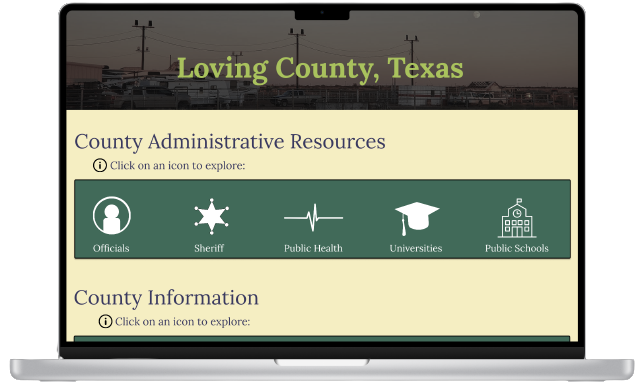 Loving County, Texas
County Administrative Resources
Click on an icon to explore:
Officials
Sheriff
Public Health
Universities
Public Schools
County Information
Click on an icon to explore: